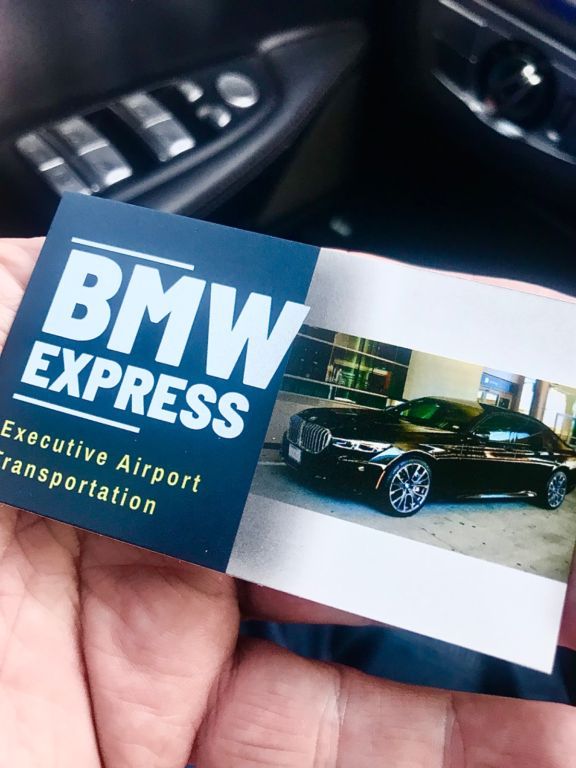 BMW
EXPRESS
Executive Airport
Transportation